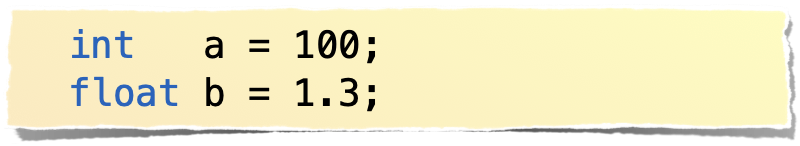 int   a = 100;
float b = 1.3;